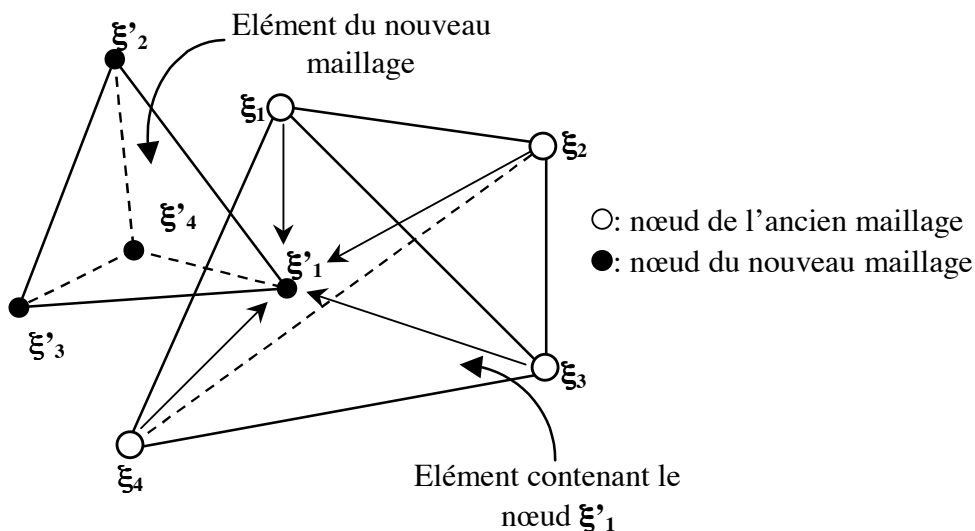 ξ'2
Elément du nouveau
maillage
ξ1
ξ2
ξ'4
○: nœud de l'ancien maillage
ξ'1
●: nœud du nouveau maillage
ξ'3
ξ3
ξ4
Elément contenant le
nœud ξ'1